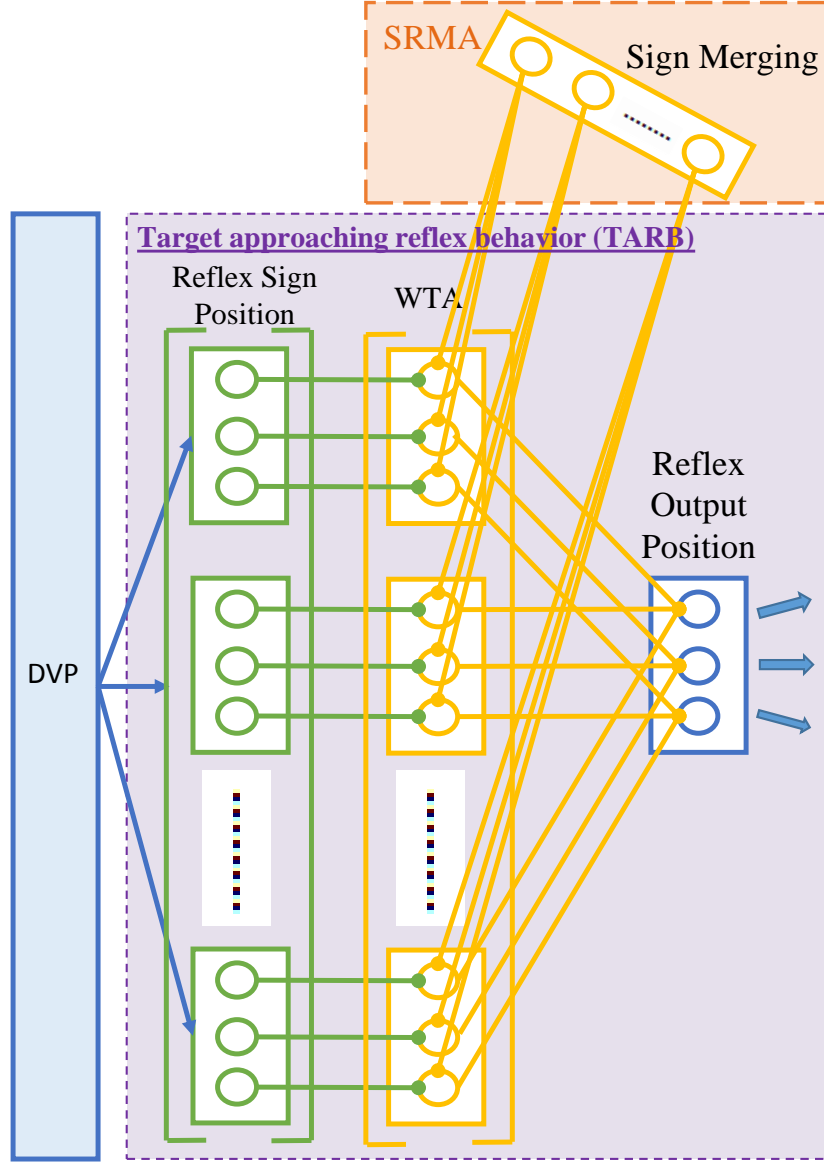 SRMA
Sign Merging
Target approaching reflex behavior (TARB)
Reflex Sign
Position
WTA
Reflex
Output
Position
DVP